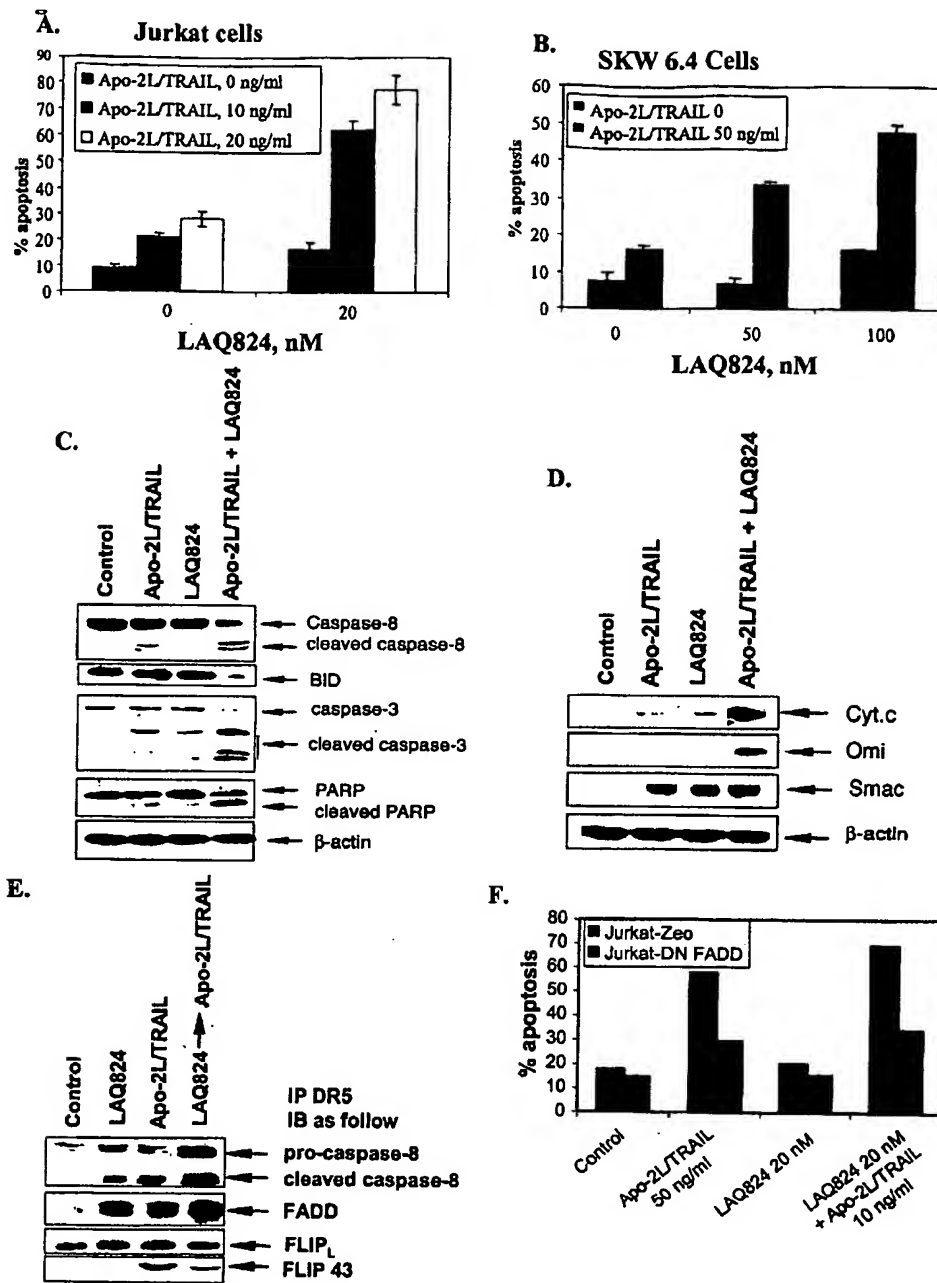 A.
Jurkat cells
90
80
70
60
50
40
30
20
10
0
% apoptosis
Apo-2L/TRAIL, 0 ng/ml
Apo-2L/TRAIL, 10 ng/ml
Apo-2L/TRAIL, 20 ng/ml
0
20
LAQ824, nM
B.
SKW 6.4 Cells
60
50
40
30
20
10
0
% apoptosis
Apo-2L/TRAIL 0
Apo-2L/TRAIL 50 ng/ml
0
50
100
LAQ824, nM
C.
Control
Apo-2L/TRAIL
LAQ824
Apo-2L/TRAIL + LAQ824
Caspase-8
cleaved caspase-8
BID
caspase-3
cleaved caspase-3
PARP
cleaved PARP
β-actin
D.
Control
Apo-2L/TRAIL
LAQ824
Apo-2L/TRAIL + LAQ824
Cyt.c
Omi
Smac
β-actin
E.
Control
LAQ824
Apo-2L/TRAIL
LAQ824 → Apo-2L/TRAIL
IP DR5
IB as follow
pro-caspase-8
cleaved caspase-8
FADD
FLIPL
FLIP 43
F.
80
70
60
50
40
30
20
10
0
% apoptosis
Jurkat-Zeo
Jurkat-DN FADD
Control
Apo-2L/TRAIL
50 ng/ml
LAQ824 20 nM
LAQ824 20 nM
+ Apo-2L/TRAIL
10 ng/ml